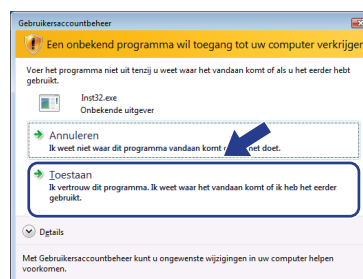 Gebruikersaccountbeheer
Een onbekend programma wil toegang tot uw computer verkrijgen
Voer het programma niet uit tenzij u weet waar het vandaan komt of als u het eerder hebt
gebruikt.
Inst32.exe
Onbekende uitgever
Annuleren
Ik weet niet waar dit programma vandaan komt doet.
Toestaan
Ik vertrouw dit programma. Ik weet waar het vandaan komt of ik heb het eerder
gebruikt.
Details
Met Gebruikersaccountbeheer kunt u ongewenste wijzigingen in uw computer helpen
voorkomen.